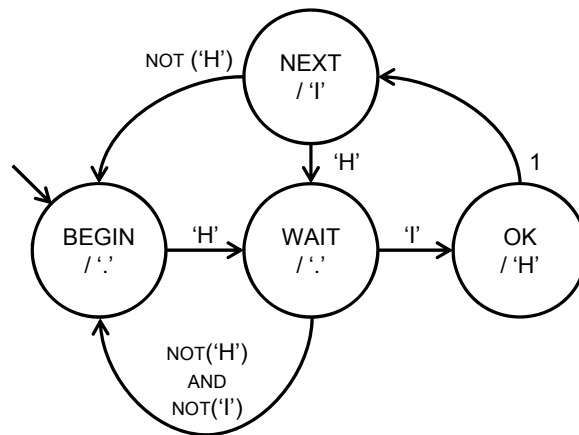 NEXT
/ ‘I’
NOT (‘H’)
‘H’
1
BEGIN
/ ‘.’
‘H’
WAIT
/ ‘.’
‘I’
OK
/ ‘H’
NOT(‘H’)
AND
NOT(‘I’)